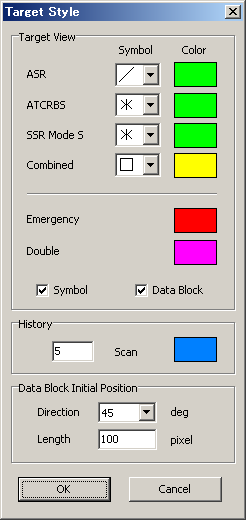 Target Style
Target View
Symbol Color
ASR
ATCRBS
SSR Mode S
Combined
Emergency
Double
Symbol Data Block
History
5 Scan
Data Block Initial Position
Direction 45 deg
Length 100 pixel
OK Cancel